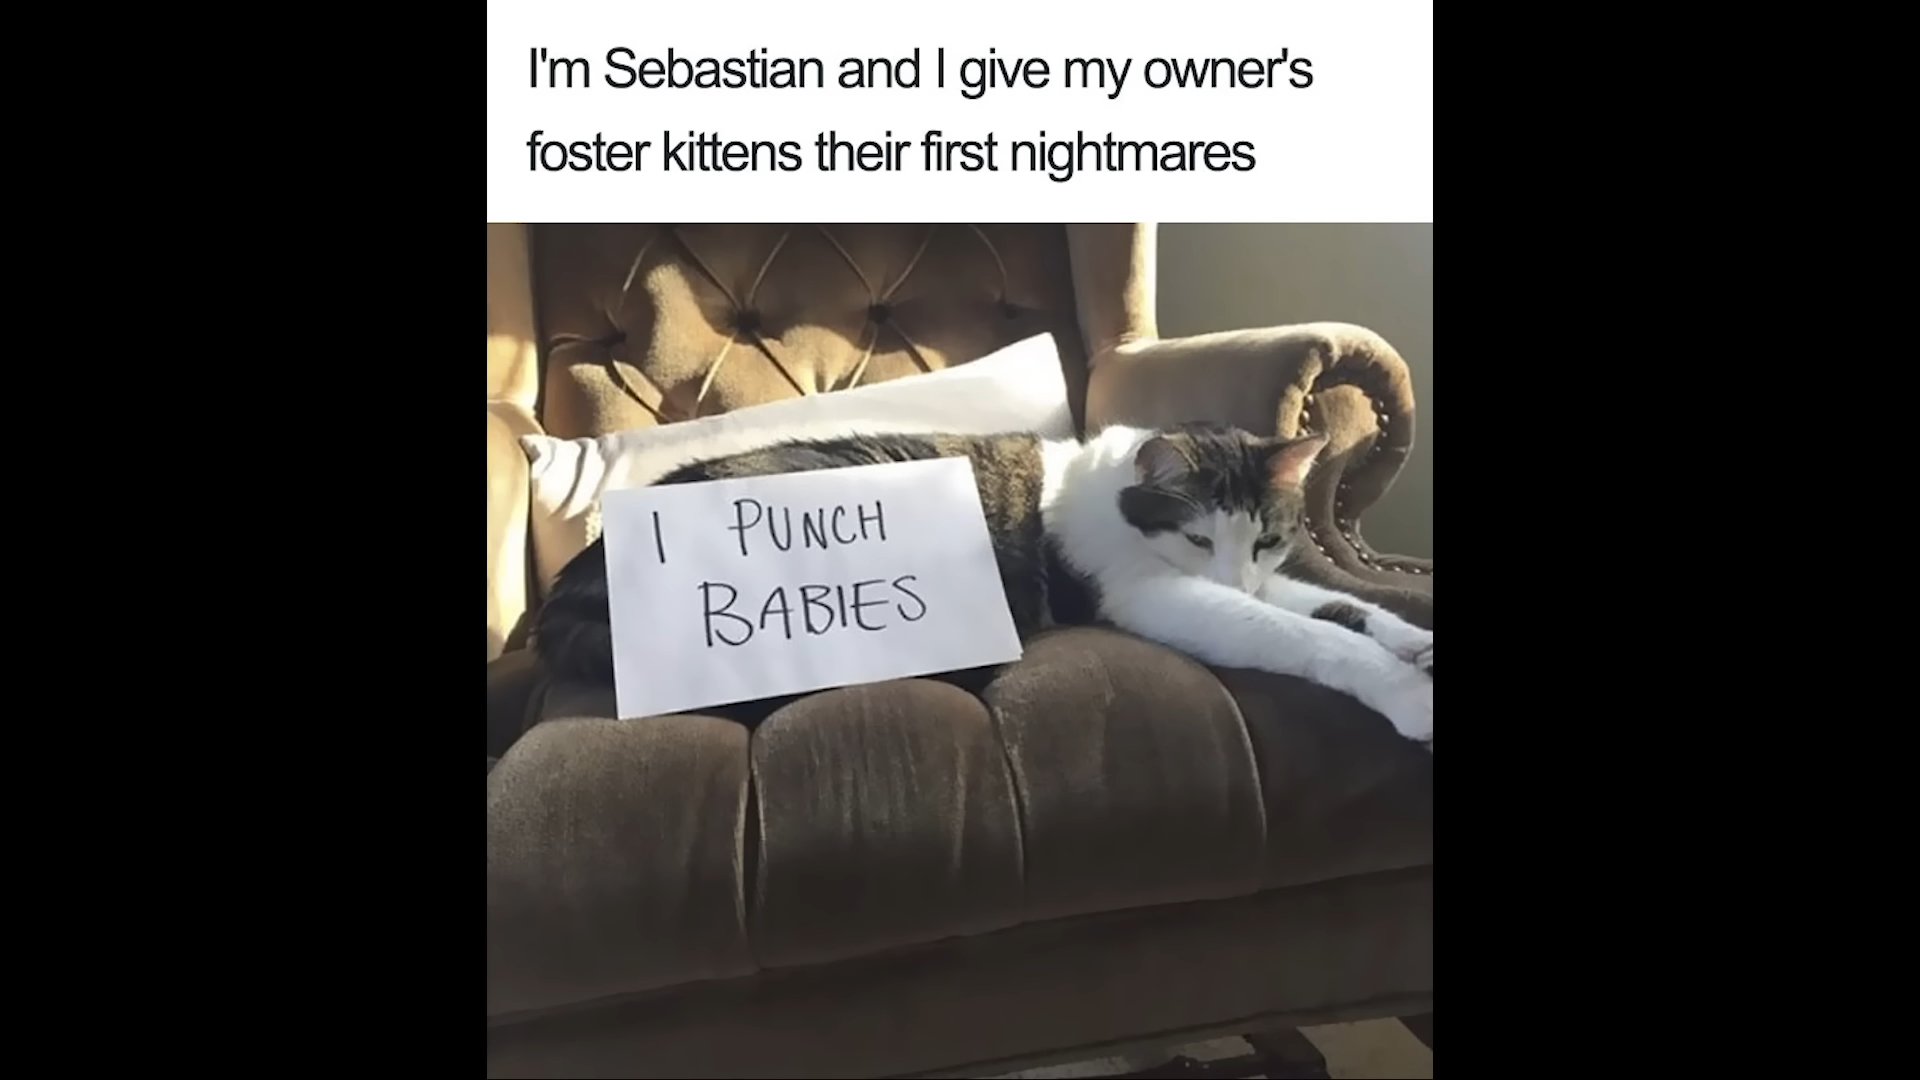 I'm Sebastian and I give my owner's
foster kittens their first nightmares
I PUNCH
BABIES